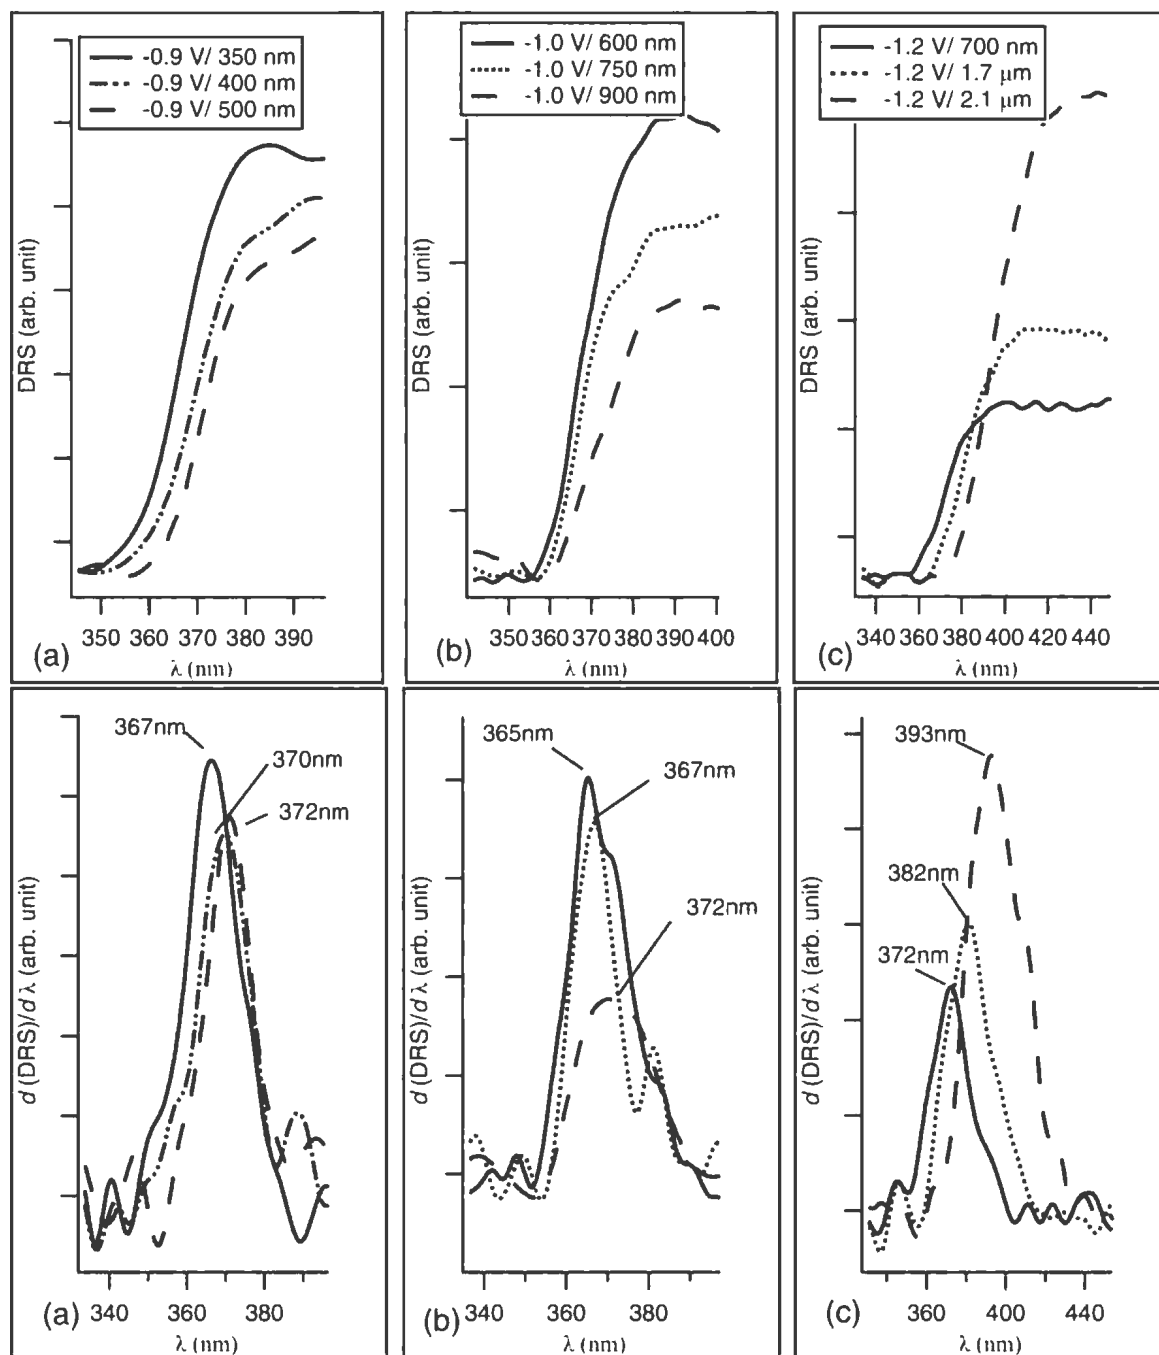 -0.9 V/ 350 nm
-0.9 V/ 400 nm
-0.9 V/ 500 nm
DRS (arb. unit)
350 360 370 380 390
λ (nm)
(a)
-1.0 V/ 600 nm
-1.0 V/ 750 nm
-1.0 V/ 900 nm
DRS (arb. unit)
350 360 370 380 390 400
λ (nm)
(b)
-1.2 V/ 700 nm
-1.2 V/ 1.7 μm
-1.2 V/ 2.1 μm
DRS (arb. unit)
340 360 380 400 420 440
λ (nm)
(c)
367nm
370nm
372nm
d (DRS)/d λ (arb. unit)
340 360 380
λ (nm)
(a)
365nm
367nm
372nm
d (DRS)/d λ (arb. unit)
340 360 380
λ (nm)
(b)
393nm
382nm
372nm
d (DRS)/d λ (arb. unit)
360 400 440
λ (nm)
(c)